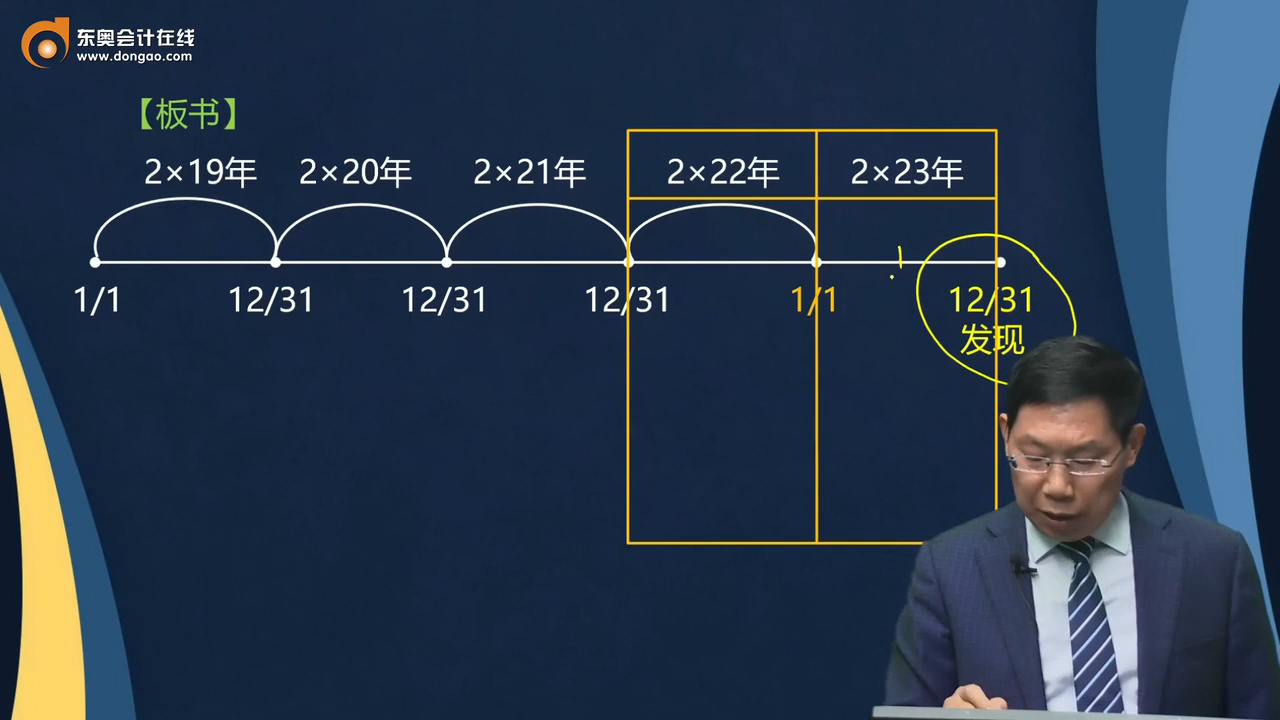 东奥会计在线
www.dongao.com
【板书】
2×19年 2×20年 2×21年 2×22年 2×23年
1/1 12/31 12/31 12/31 1/1 12/31
发现